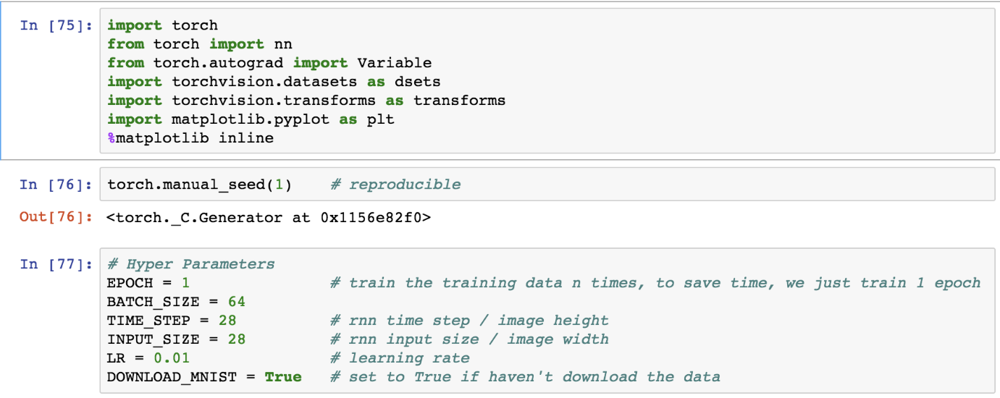 In [75]: import torch
from torch import nn
from torch.autograd import Variable
import torchvision.datasets as dsets
import torchvision.transforms as transforms
import matplotlib.pyplot as plt
%matplotlib inline
In [76]: torch.manual_seed(1)    # reproducible
Out[76]: <torch._C.Generator at 0x1156e82f0>
In [77]: # Hyper Parameters
EPOCH = 1               # train the training data n times, to save time, we just train 1 epoch
BATCH_SIZE = 64
TIME_STEP = 28          # rnn time step / image height
INPUT_SIZE = 28         # rnn input size / image width
LR = 0.01               # learning rate
DOWNLOAD_MNIST = True   # set to True if haven't download the data